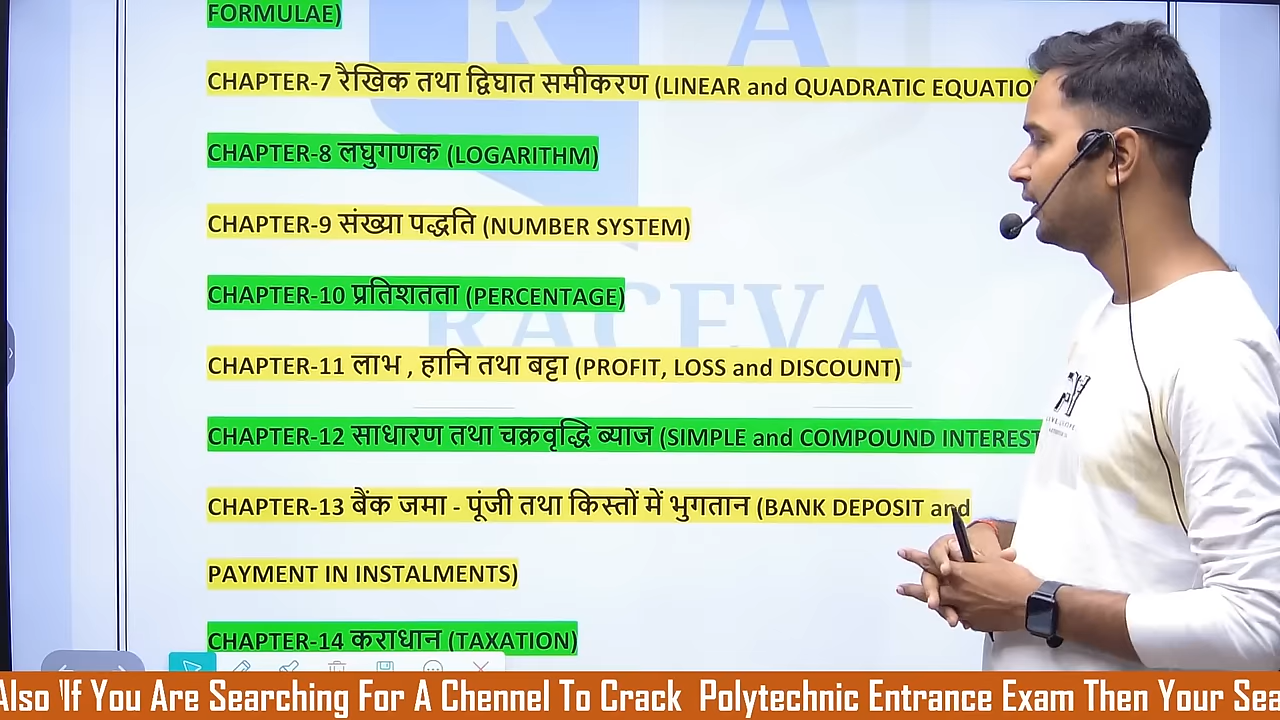 FORMULAE)
CHAPTER-7 रैखिक तथा द्विघात समीकरण (LINEAR and QUADRATIC EQUATIO
CHAPTER-8 लघुगणक (LOGARITHM)
CHAPTER-9 संख्या पद्धति (NUMBER SYSTEM)
CHAPTER-10 प्रतिशतता (PERCENTAGE)
RACEVA
CHAPTER-11 लाभ , हानि तथा बट्टा (PROFIT, LOSS and DISCOUNT)
CHAPTER-12 साधारण तथा चक्रवृद्धि ब्याज (SIMPLE and COMPOUND INTEREST
CHAPTER-13 बैंक जमा - पूंजी तथा किस्तों में भुगतान (BANK DEPOSIT and
PAYMENT IN INSTALMENTS)
CHAPTER-14 कराधान (TAXATION)
Also 'If You Are Searching For A Chennel To Crack Polytechnic Entrance Exam Then Your Sea